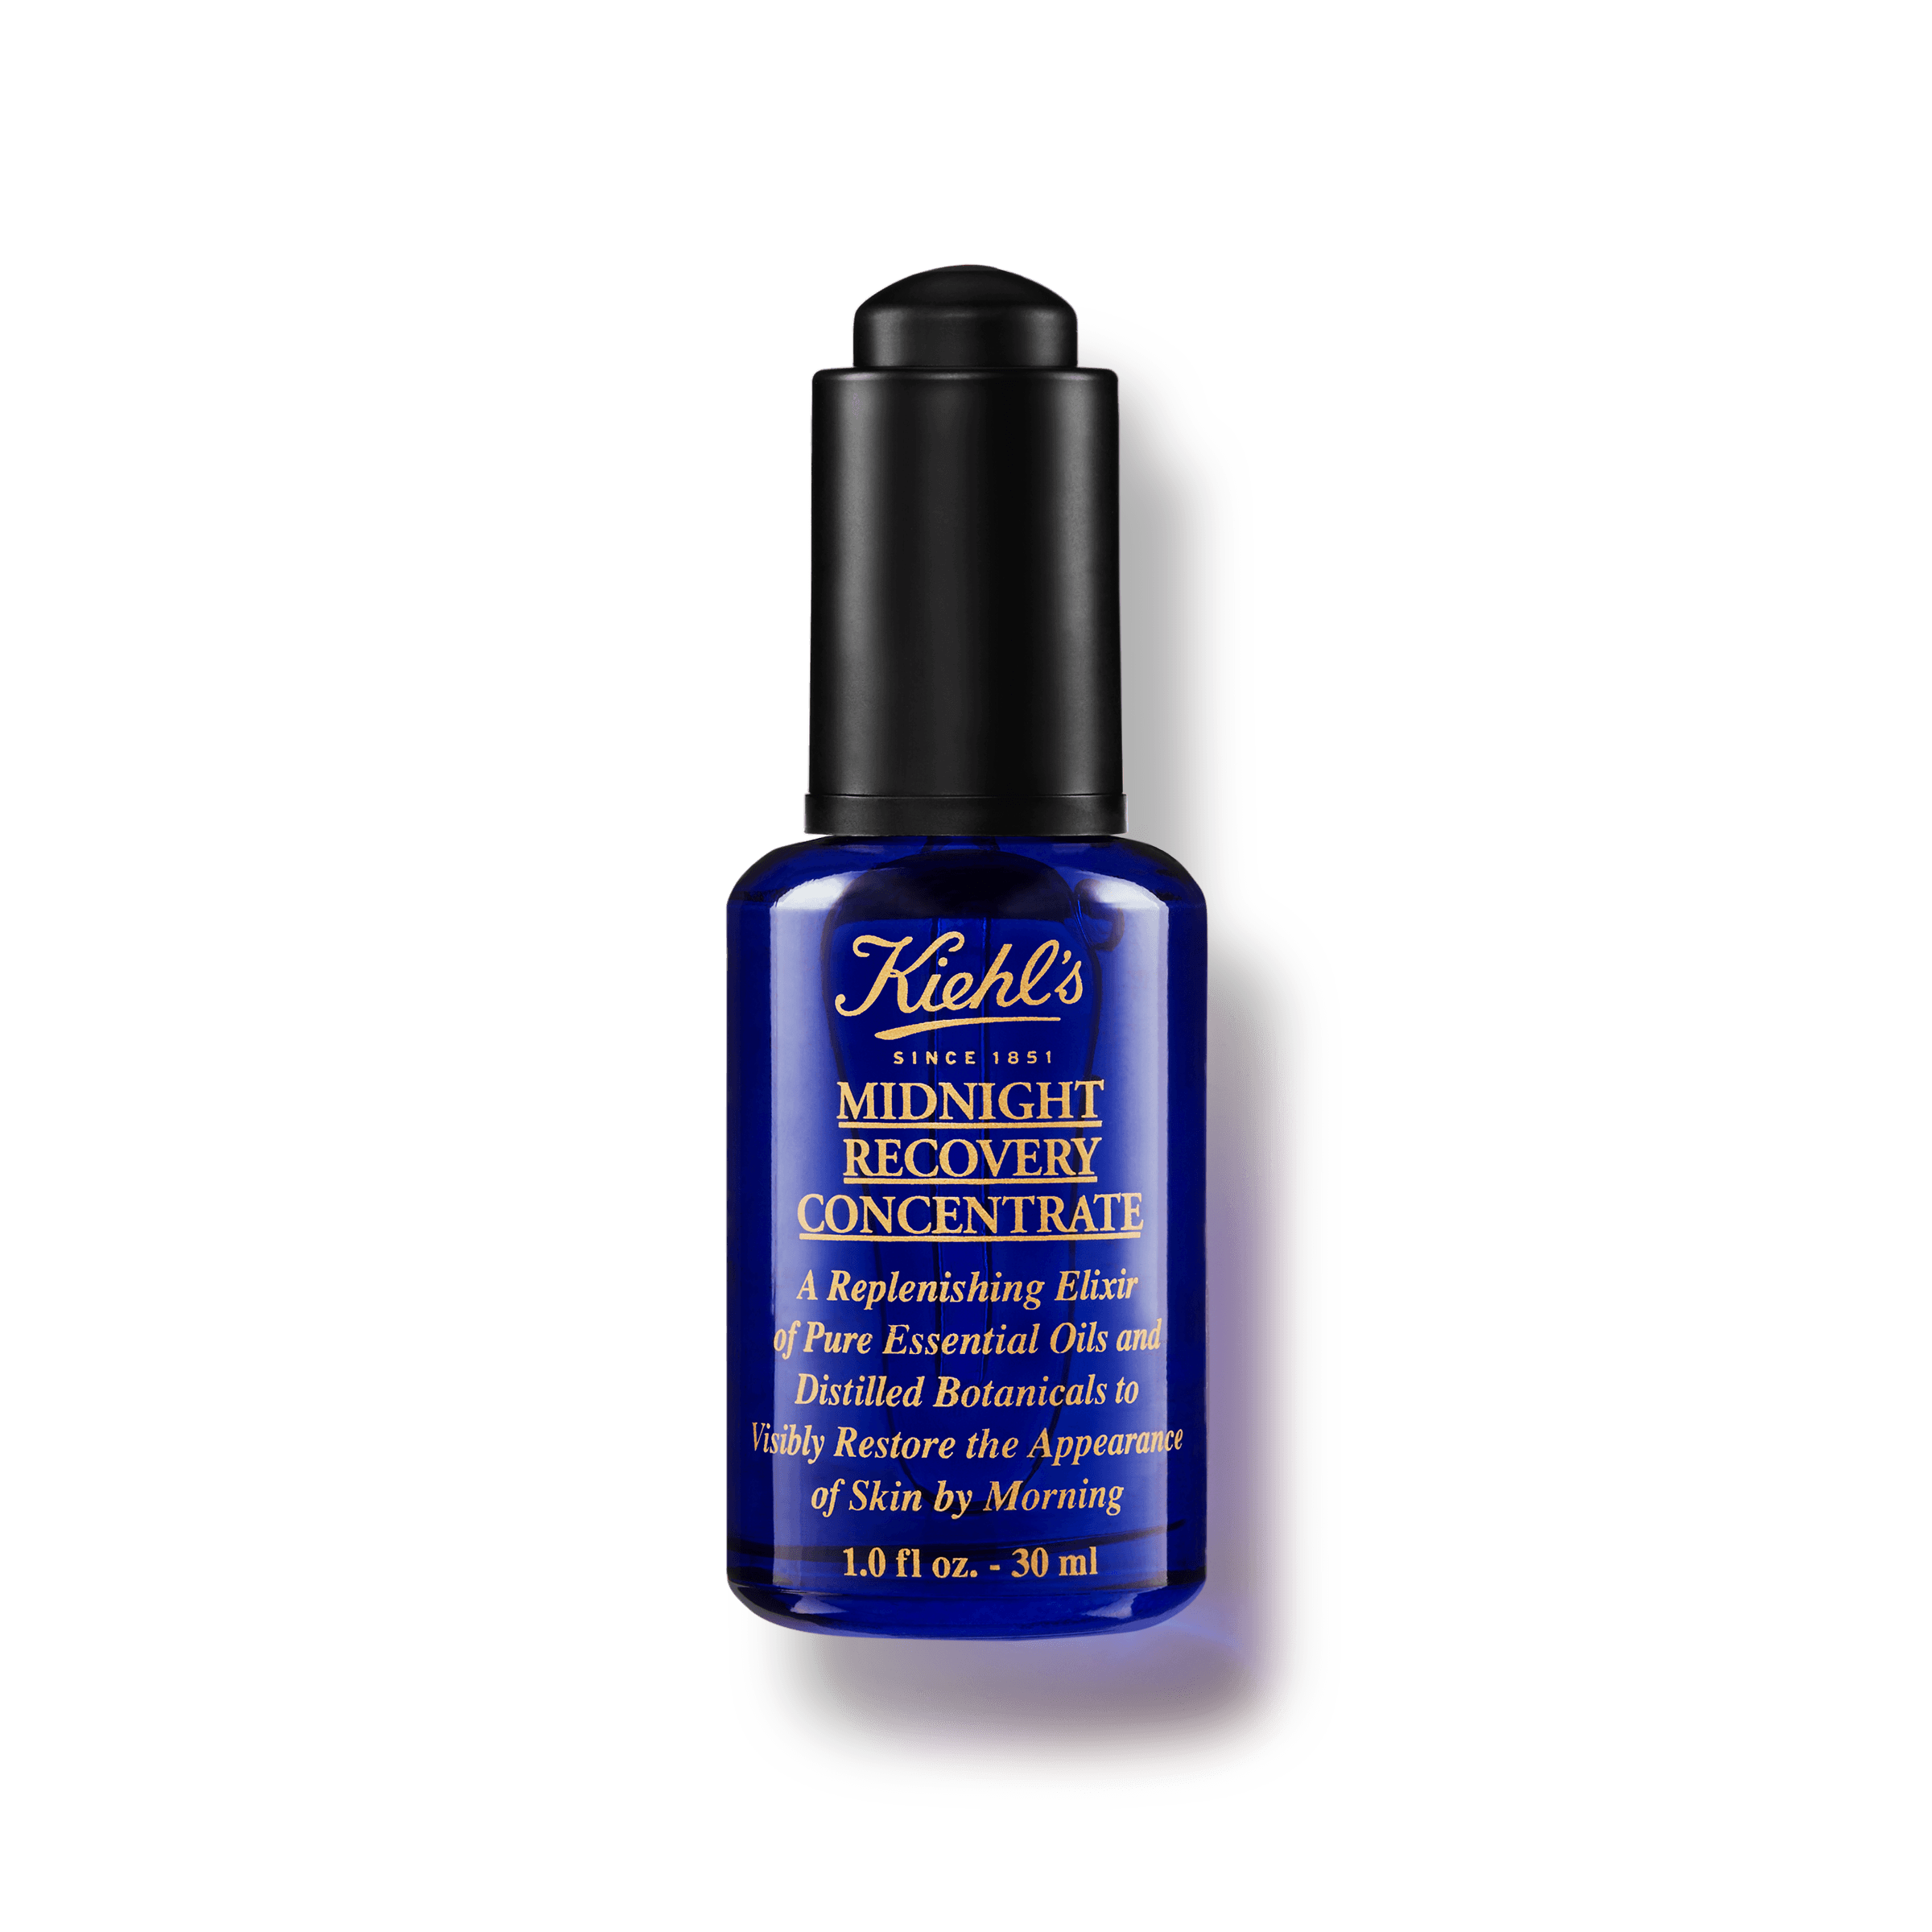 Kiehl's
SINCE 1851
MIDNIGHT
RECOVERY
CONCENTRATE
A Replenishing Elixir
of Pure Essential Oils and
Distilled Botanicals to
Visibly Restore the Appearance
of Skin by Morning
1.0 fl oz. - 30 ml